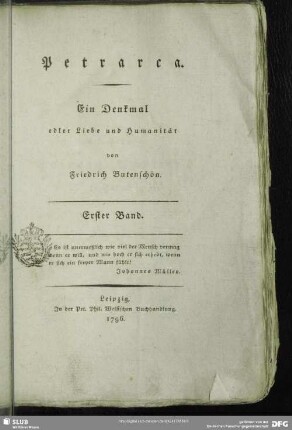 Petrarca.
Ein Denkmal
edler Liebe und Humanität
von
Friedrich Butenschön.
Erster Band.
Es ist unermeßlich wie viel der Mensch vermag
wenn er will, und wie hoch er sich erhebt, wenn
er sich ein freyer Mann fühlt!
Johannes Müller.
Leipzig,
In der Pet. Phil. Wolfischen Buchhandlung.
1796.
SLUB
DFG